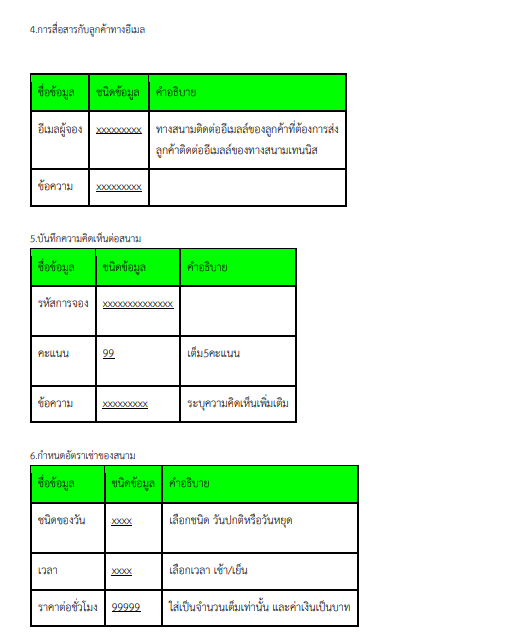 4.การสื่อสารกับลูกค้าทางอีเมล
ชื่อข้อมูล ชนิดข้อมูล คำอธิบาย
อีเมลผู้จอง xxxxxxxxx ทางสนามติดต่ออีเมลล์ของลูกค้าที่ต้องการส่ง
ลูกค้าติดต่ออีเมลล์ของทางสนามเทนนิส
ข้อความ xxxxxxxxx
5.บันทึกความคิดเห็นต่อสนาม
ชื่อข้อมูล ชนิดข้อมูล คำอธิบาย
รหัสการจอง xxxxxxxxxxxxxx
คะแนน 99 เต็ม5คะแนน
ข้อความ xxxxxxxxx ระบุความคิดเห็นเพิ่มเติม
6.กำหนดอัตราเช่าของสนาม
ชื่อข้อมูล ชนิดข้อมูล คำอธิบาย
ชนิดของวัน xxxx เลือกชนิด วันปกติหรือวันหยุด
เวลา xxxx เลือกเวลา เช้า/เย็น
ราคาต่อชั่วโมง 99999 ใส่เป็นจำนวนเต็มเท่านั้น และค่าเงินเป็นบาท